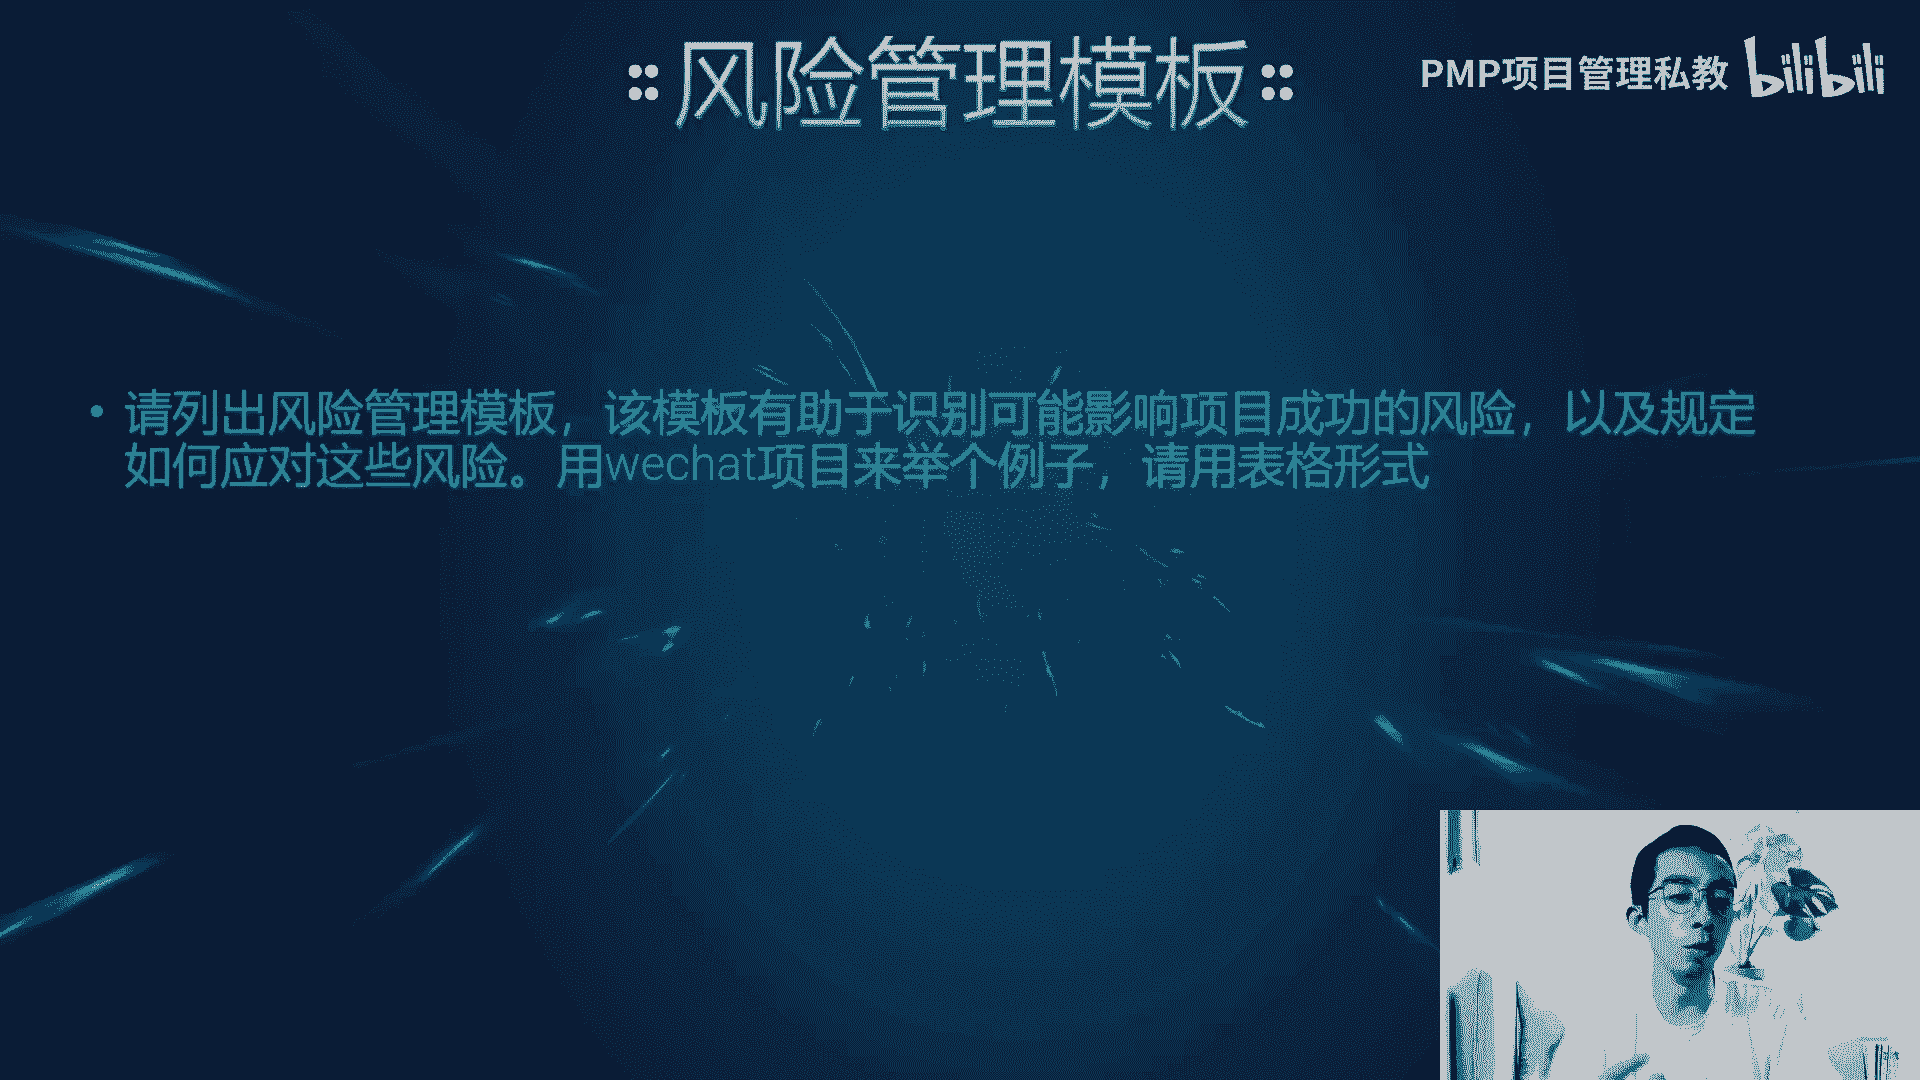 风险管理模板
PMP项目管理私教 bilibili
• 请列出风险管理模板，该模板有助于识别可能影响项目成功的风险，以及规定
如何应对这些风险。用wechat项目来举个例子，请用表格形式